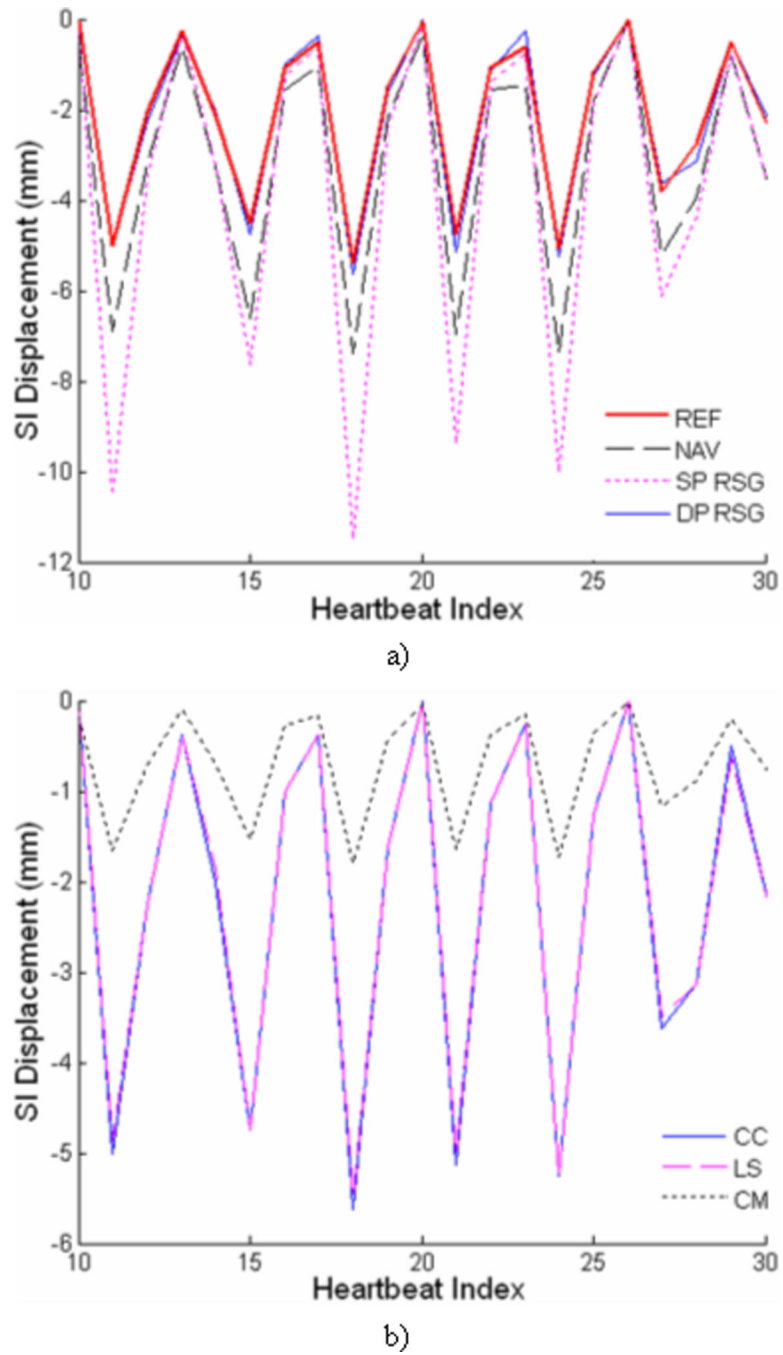 0
-2
-4
-6
-8
-10
-12
SI Displacement (mm)
REF
NAV
SP RSG
DP RSG
10 15 20 25 30
Heartbeat Index
a)
0
-1
-2
-3
-4
-5
-6
SI Displacement (mm)
CC
LS
CM
10 15 20 25 30
Heartbeat Index
b)